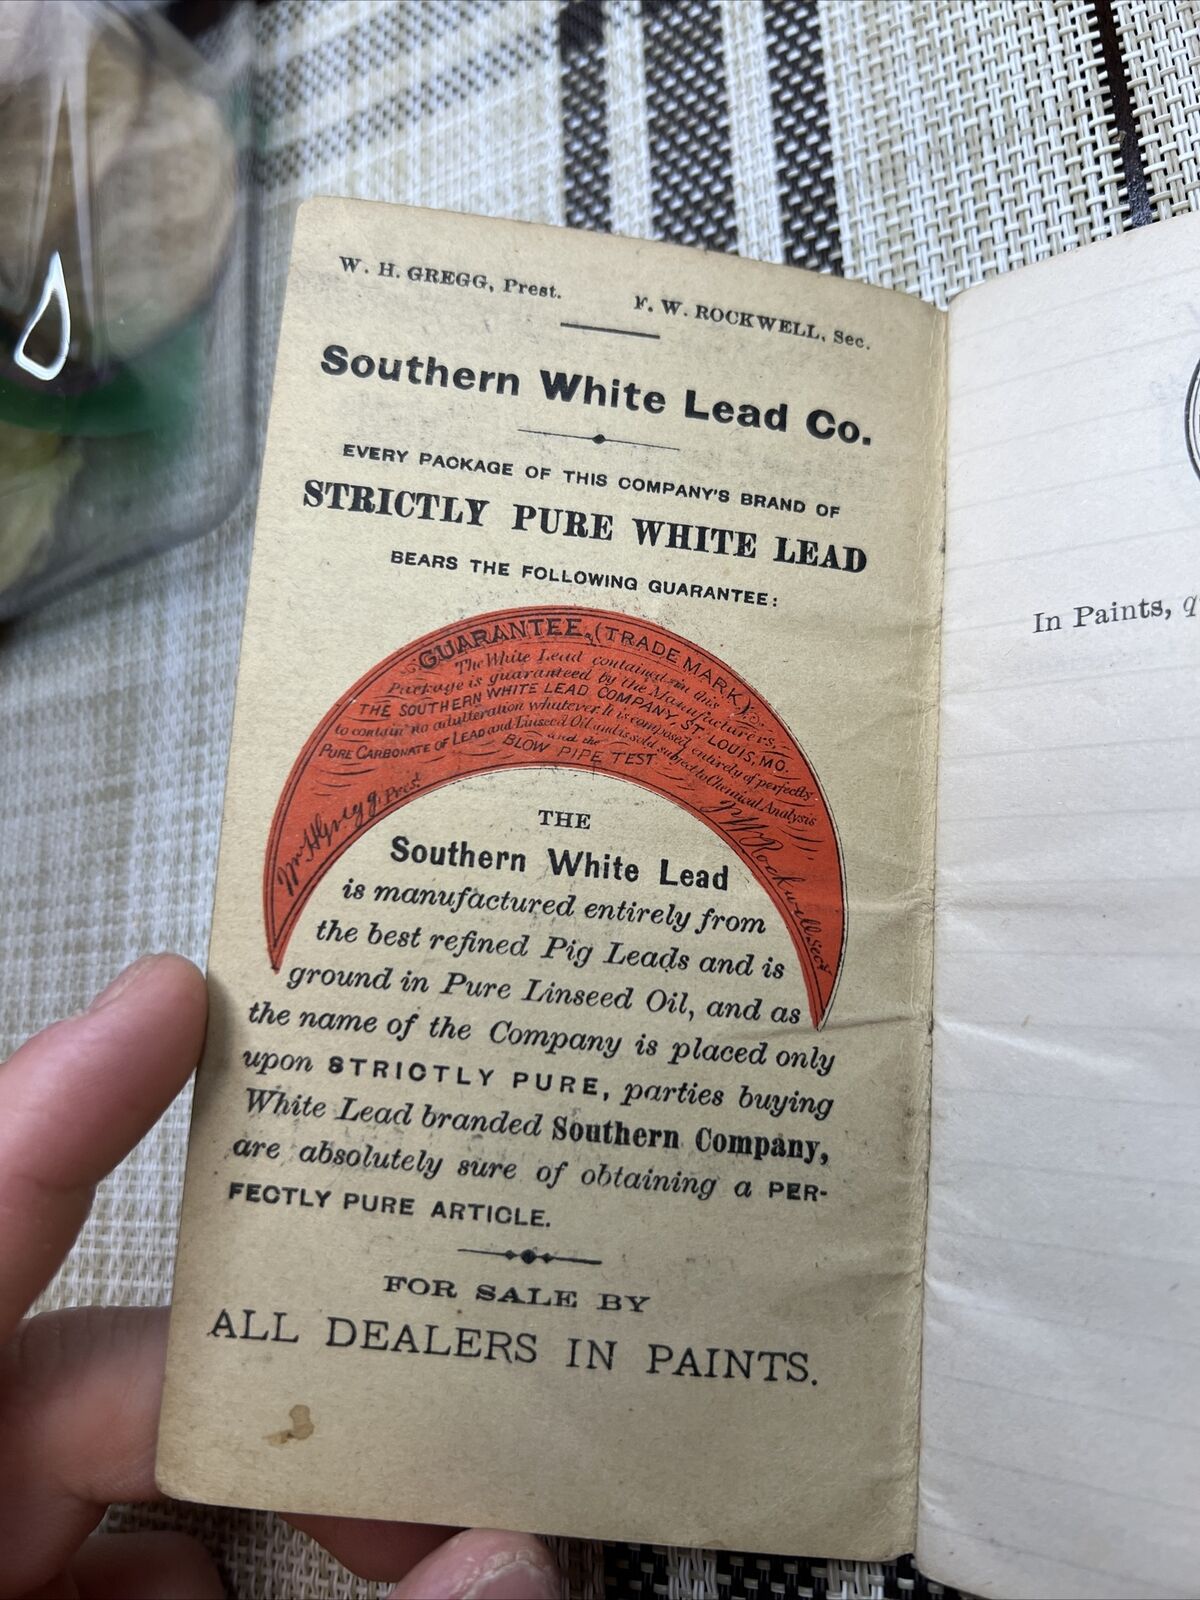 W. H. GREGG, Prest.
F. W. ROCKWELL, Sec.
Southern White Lead Co.
EVERY PACKAGE OF THIS COMPANY'S BRAND OF
STRICTLY PURE WHITE LEAD
BEARS THE FOLLOWING GUARANTEE:
GUARANTEE, (TRADE MARK)
The White Lead contained in this
Package is guaranteed by the Manufacturers,
THE SOUTHERN WHITE LEAD COMPANY, ST. LOUIS, MO.
to contain no adulteration whatever. It is composed entirely of perfectly
PURE CARBONATE OF LEAD and Linseed Oil and is sold subject to Chemical Analysis
and the
BLOW PIPE TEST
Wm H Gregg, Prest
F W Rockwell Secy
THE
Southern White Lead
is manufactured entirely from
the best refined Pig Leads and is
ground in Pure Linseed Oil, and as
the name of the Company is placed only
upon STRICTLY PURE, parties buying
White Lead branded Southern Company,
are absolutely sure of obtaining a PER-
FECTLY PURE ARTICLE.
FOR SALE BY
ALL DEALERS IN PAINTS.
In Paints,